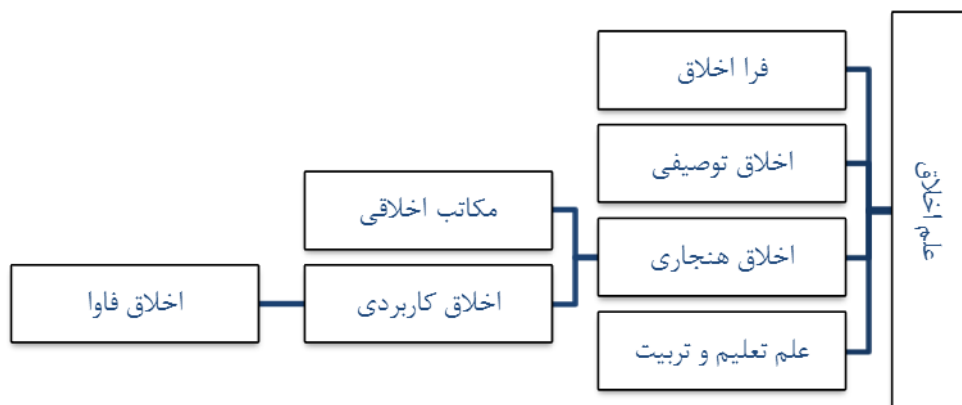 علم اخلاق
فرا اخلاق
اخلاق توصیفی
اخلاق هنجاری
علم تعلیم و تربیت
مکاتب اخلاقی
اخلاق کاربردی
اخلاق فاوا